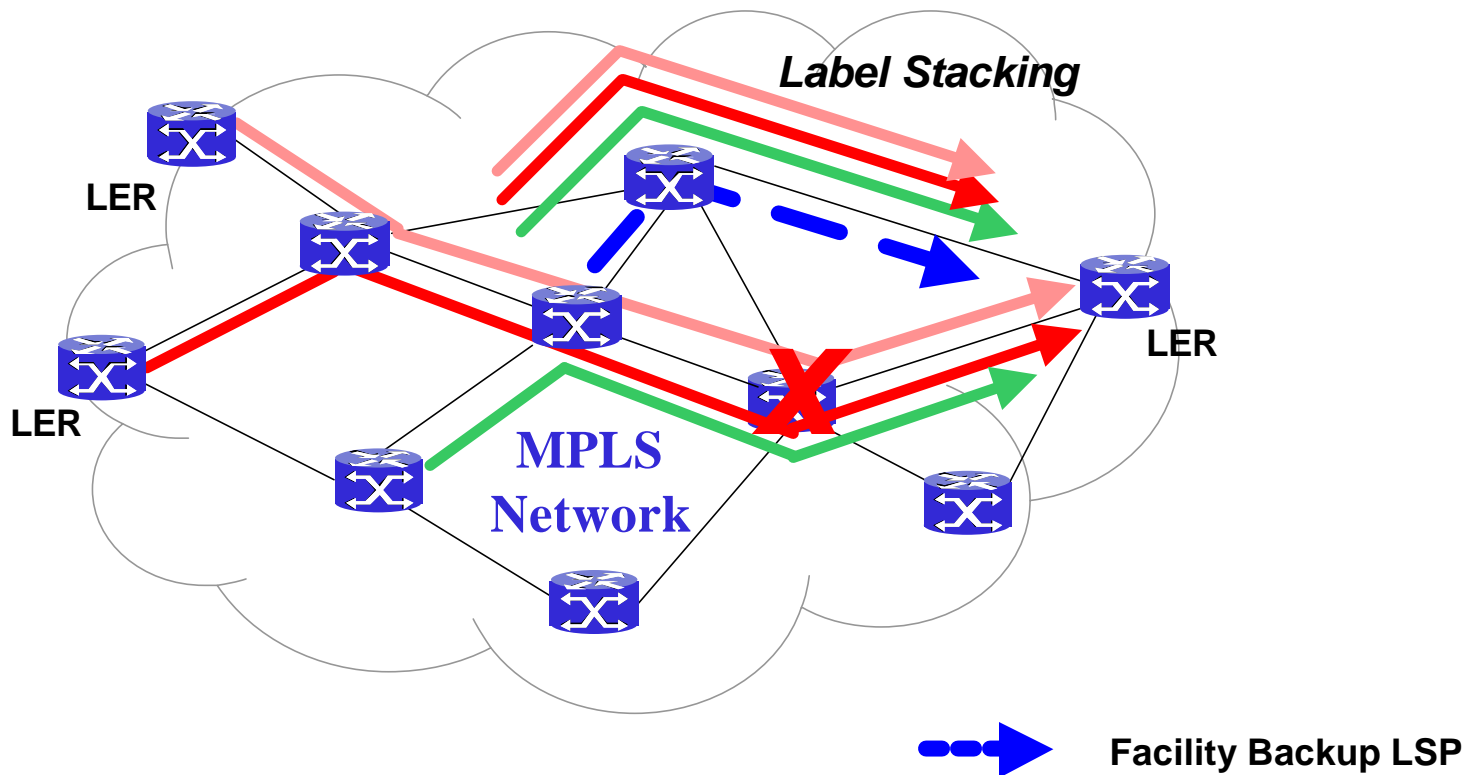 Label Stacking
LER
LER
LER
MPLS
Network
Facility Backup LSP